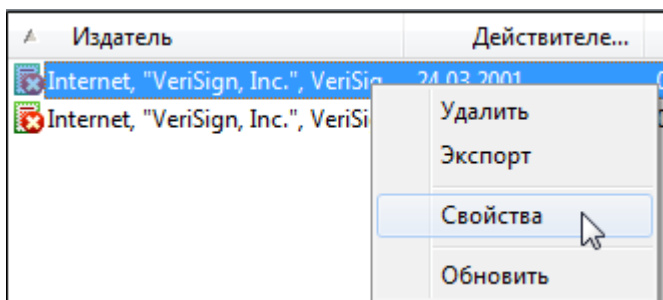 Издатель Действителе...
Internet, "VeriSign, Inc.", VeriSig 24.03.2001
Internet, "VeriSign, Inc.", VeriSi
Удалить
Экспорт
Свойства
Обновить